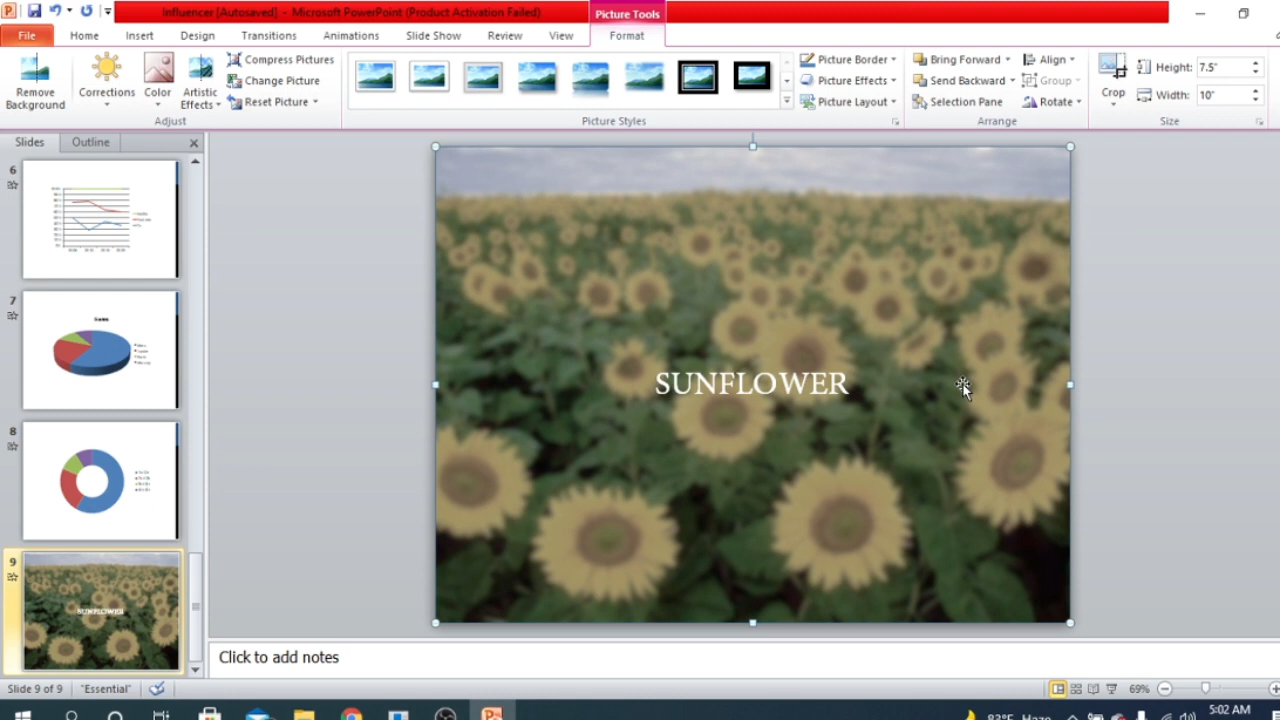 Influencer [Autosaved] - Microsoft PowerPoint (Product Activation Failed)
Picture Tools
File Home Insert Design Transitions Animations Slide Show Review View Format
Remove Background
Corrections
Color
Artistic Effects
Compress Pictures
Change Picture
Reset Picture
Adjust
Picture Styles
Picture Border
Picture Effects
Picture Layout
Bring Forward
Send Backward
Selection Pane
Align
Group
Rotate
Arrange
Crop
Height: 7.5"
Width: 10"
Size
Slides Outline
6
7
8
9
SUNFLOWER
SUNFLOWER
Click to add notes
Slide 9 of 9 "Essential" 69%
83°F Haze 5:02 AM